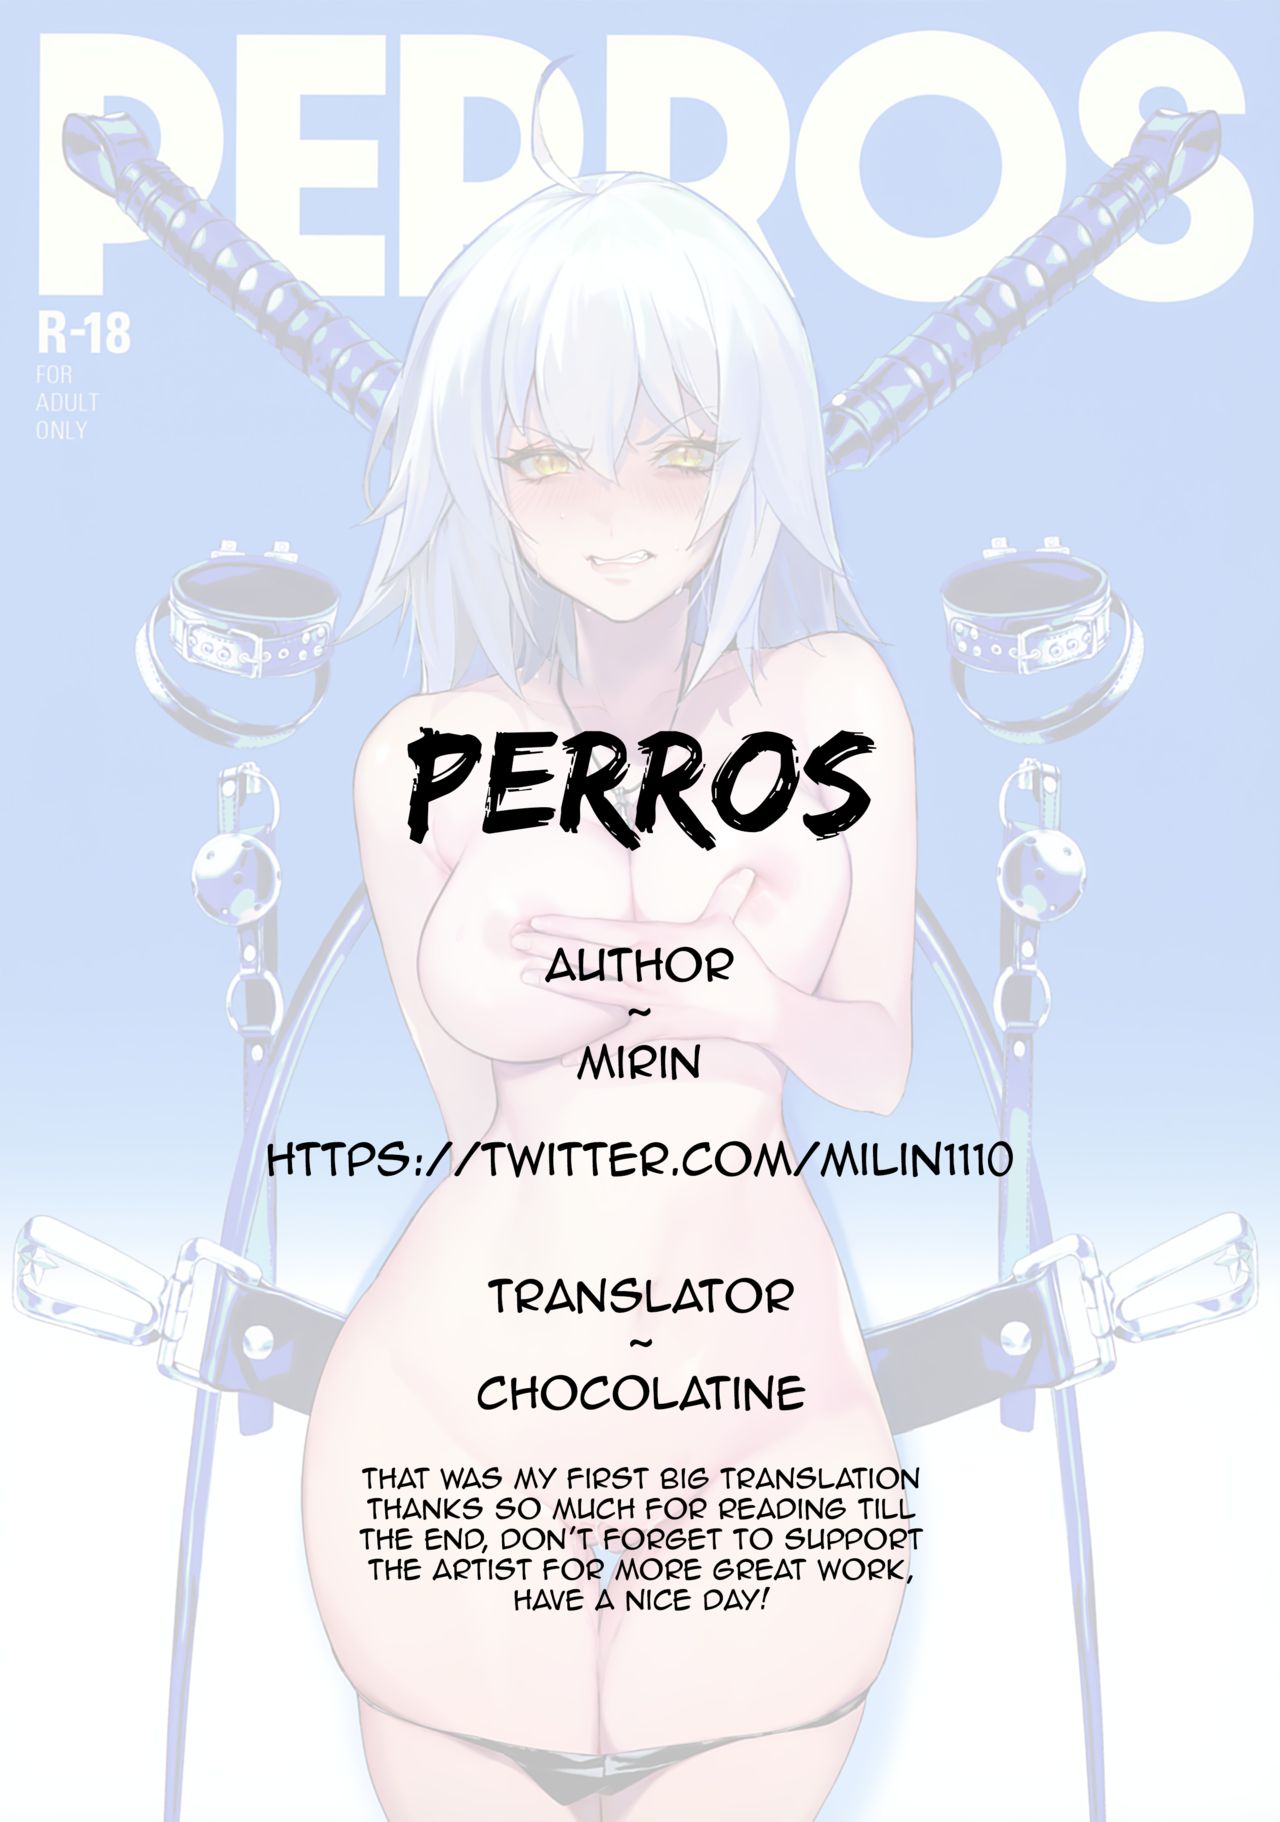 PERROS
R-18
FOR
ADULT
ONLY
PERROS
AUTHOR
~
MIRIN
HTTPS://TWITTER.COM/MILIN1110
TRANSLATOR
~
CHOCOLATINE
THAT WAS MY FIRST BIG TRANSLATION
THANKS SO MUCH FOR READING TILL
THE END, DON'T FORGET TO SUPPORT
THE ARTIST FOR MORE GREAT WORK,
HAVE A NICE DAY!